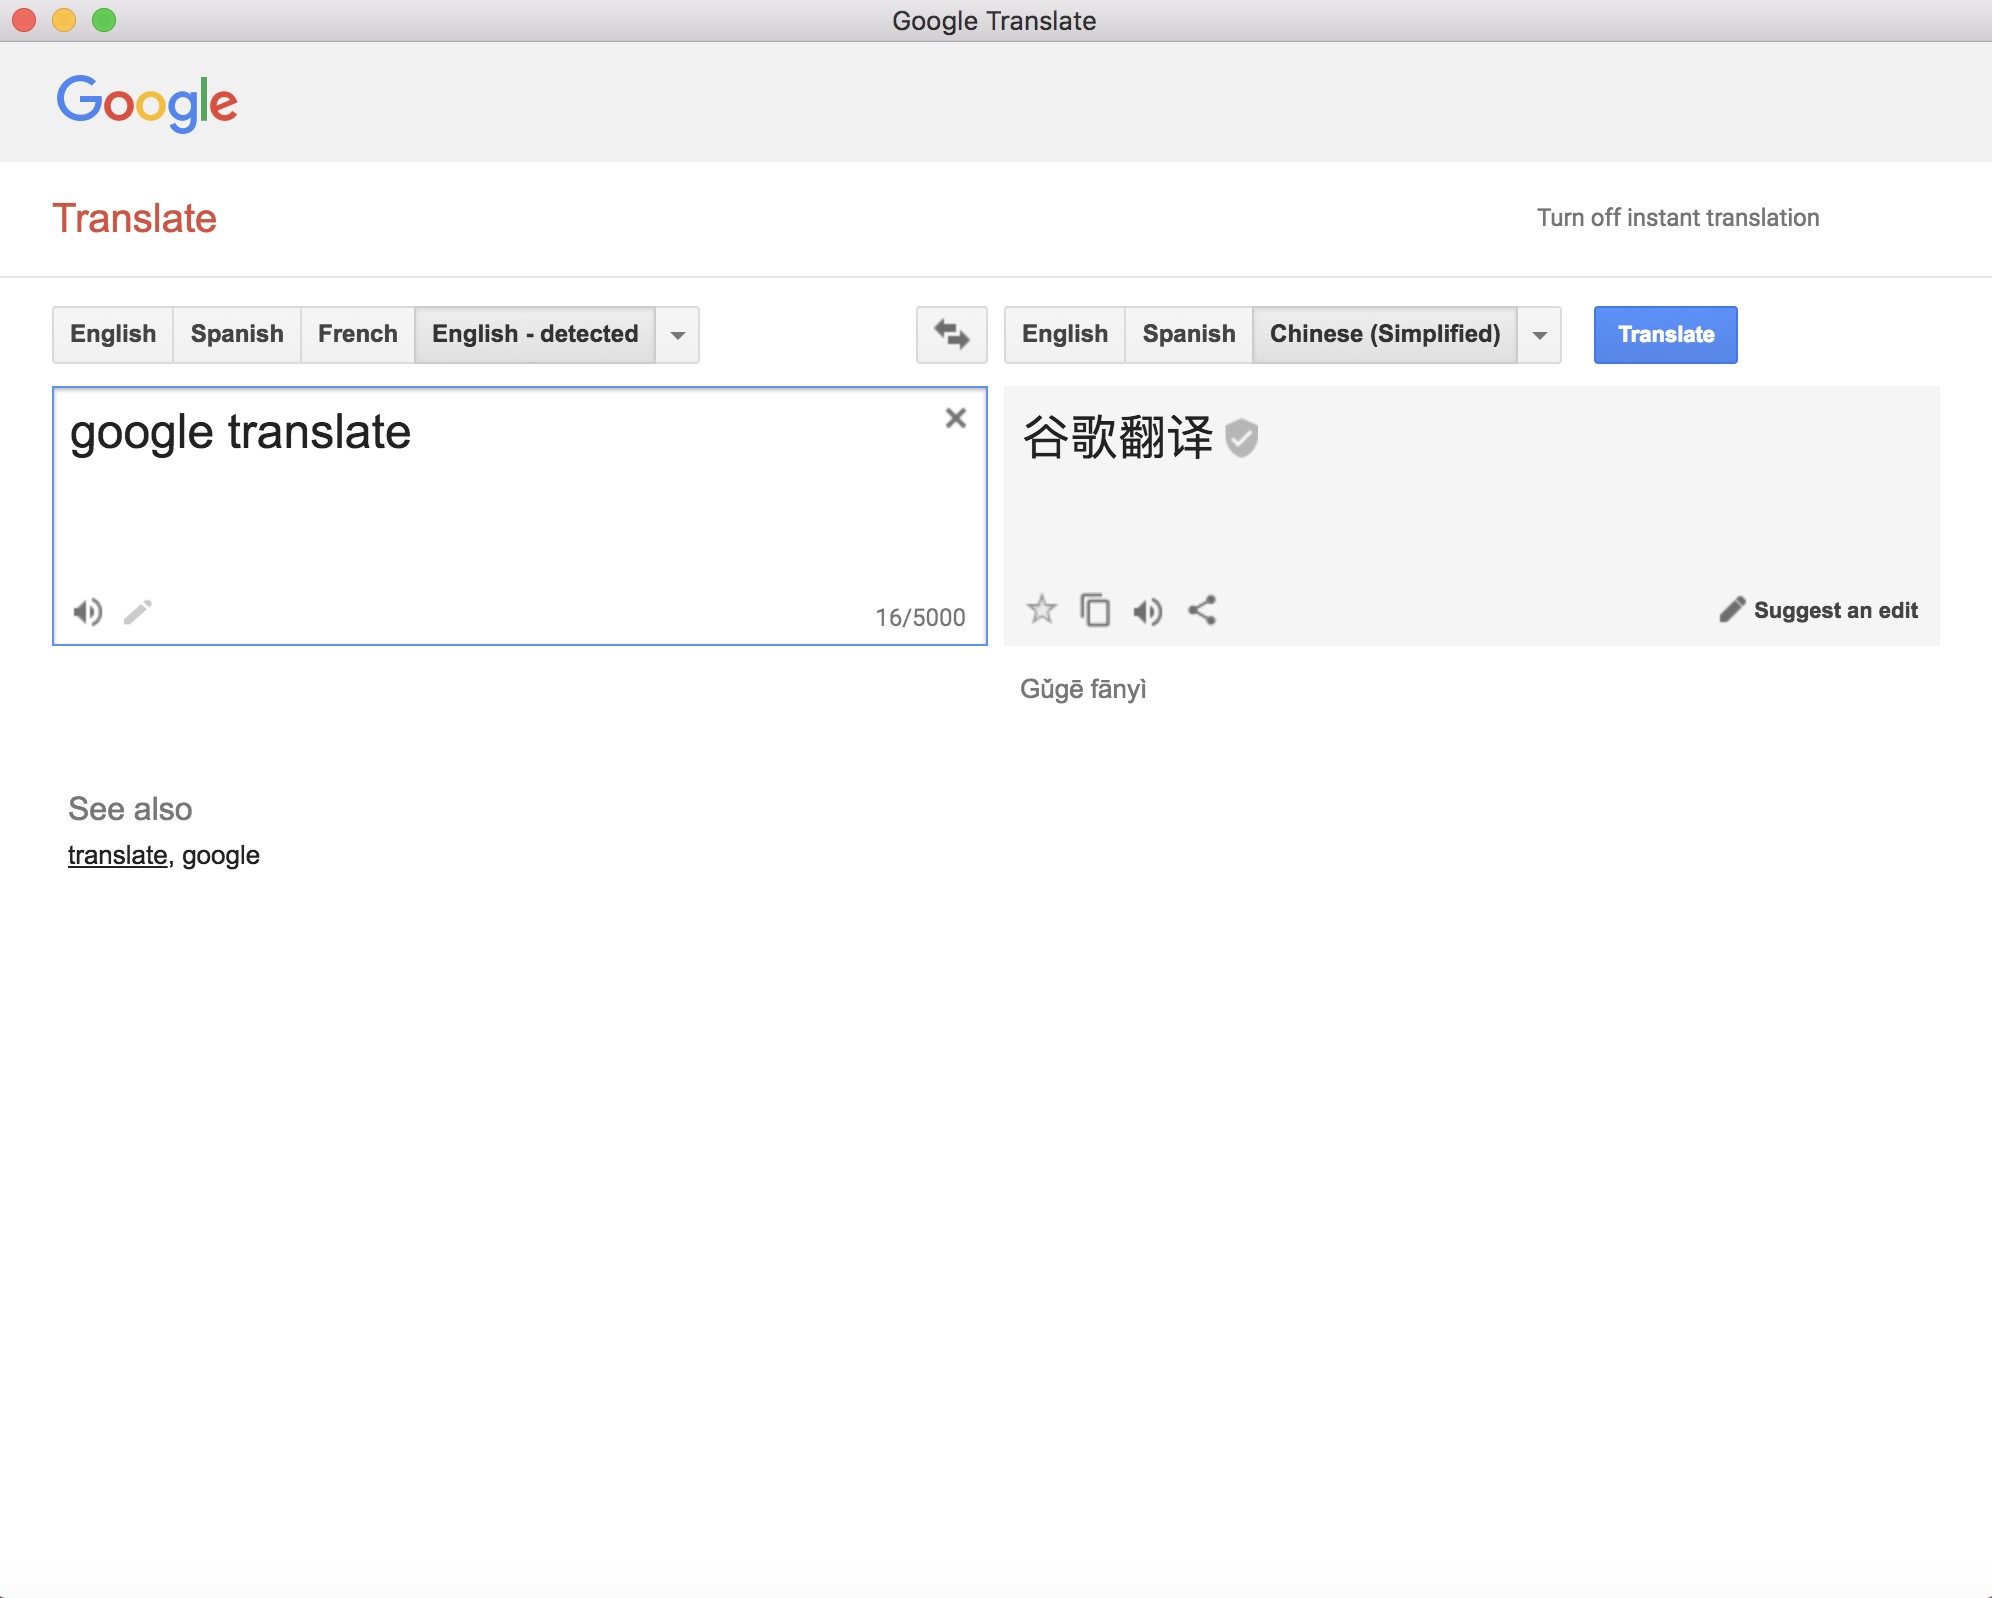 Google Translate
Google
Translate
Turn off instant translation
English Spanish French English - detected
English Spanish Chinese (Simplified) Translate
google translate
16/5000
谷歌翻译
Suggest an edit
Gǔgē fānyì
See also
translate, google